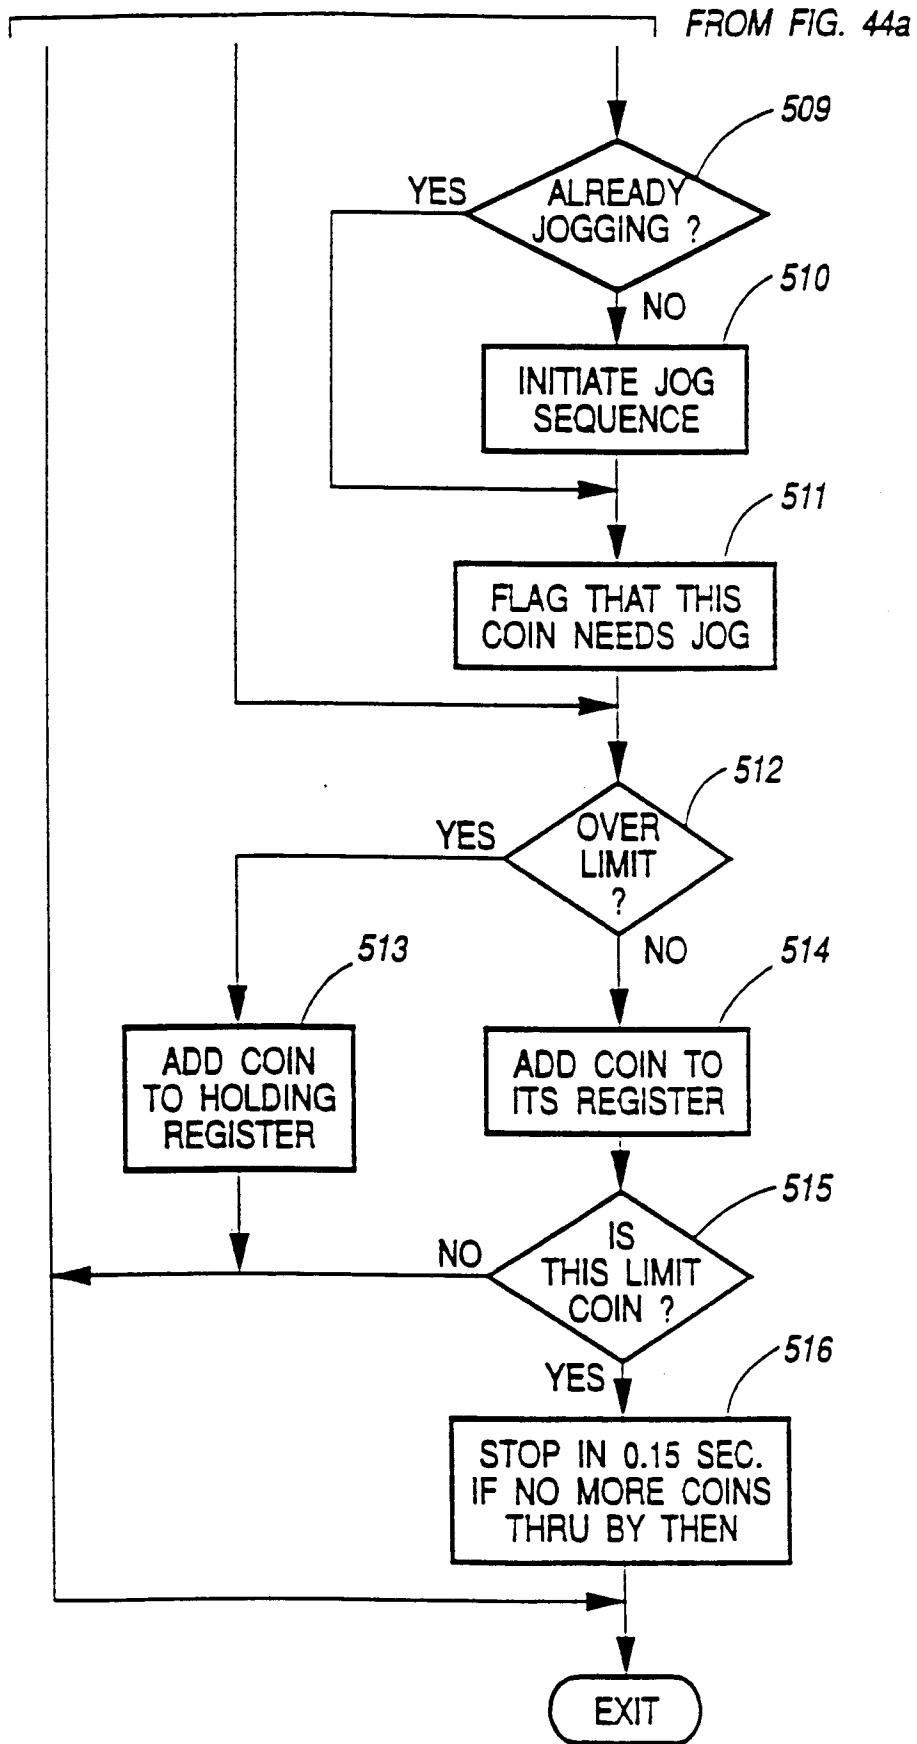 FROM FIG. 44a
509
YES
ALREADY
JOGGING ?
510
NO
INITIATE JOG
SEQUENCE
511
FLAG THAT THIS
COIN NEEDS JOG
512
YES
OVER
LIMIT
?
513
NO
514
ADD COIN
TO HOLDING
REGISTER
ADD COIN TO
ITS REGISTER
515
NO
IS
THIS LIMIT
COIN ?
516
YES
STOP IN 0.15 SEC.
IF NO MORE COINS
THRU BY THEN
EXIT